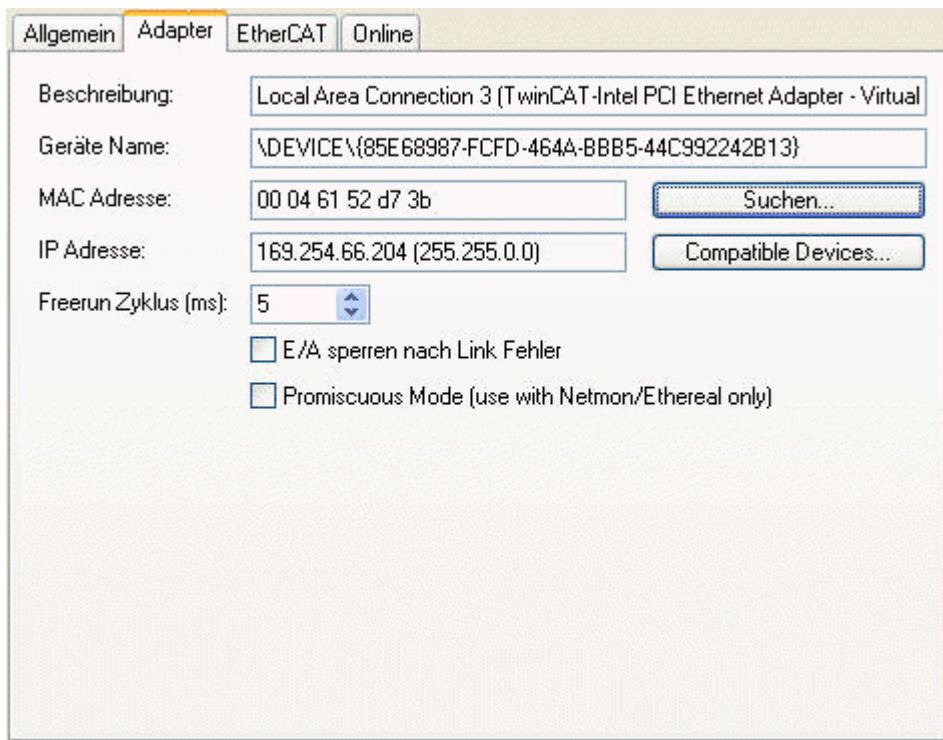 Allgemein Adapter EtherCAT Online
Beschreibung: Local Area Connection 3 (TwinCAT-Intel PCI Ethernet Adapter - Virtual
Geräte Name: \DEVICE\{85E68987-FCFD-464A-BBB5-44C992242B13}
MAC Adresse: 00 04 61 52 d7 3b Suchen...
IP Adresse: 169.254.66.204 (255.255.0.0) Compatible Devices...
Freerun Zyklus (ms): 5
E/A sperren nach Link Fehler
Promiscuous Mode (use with Netmon/Ethereal only)